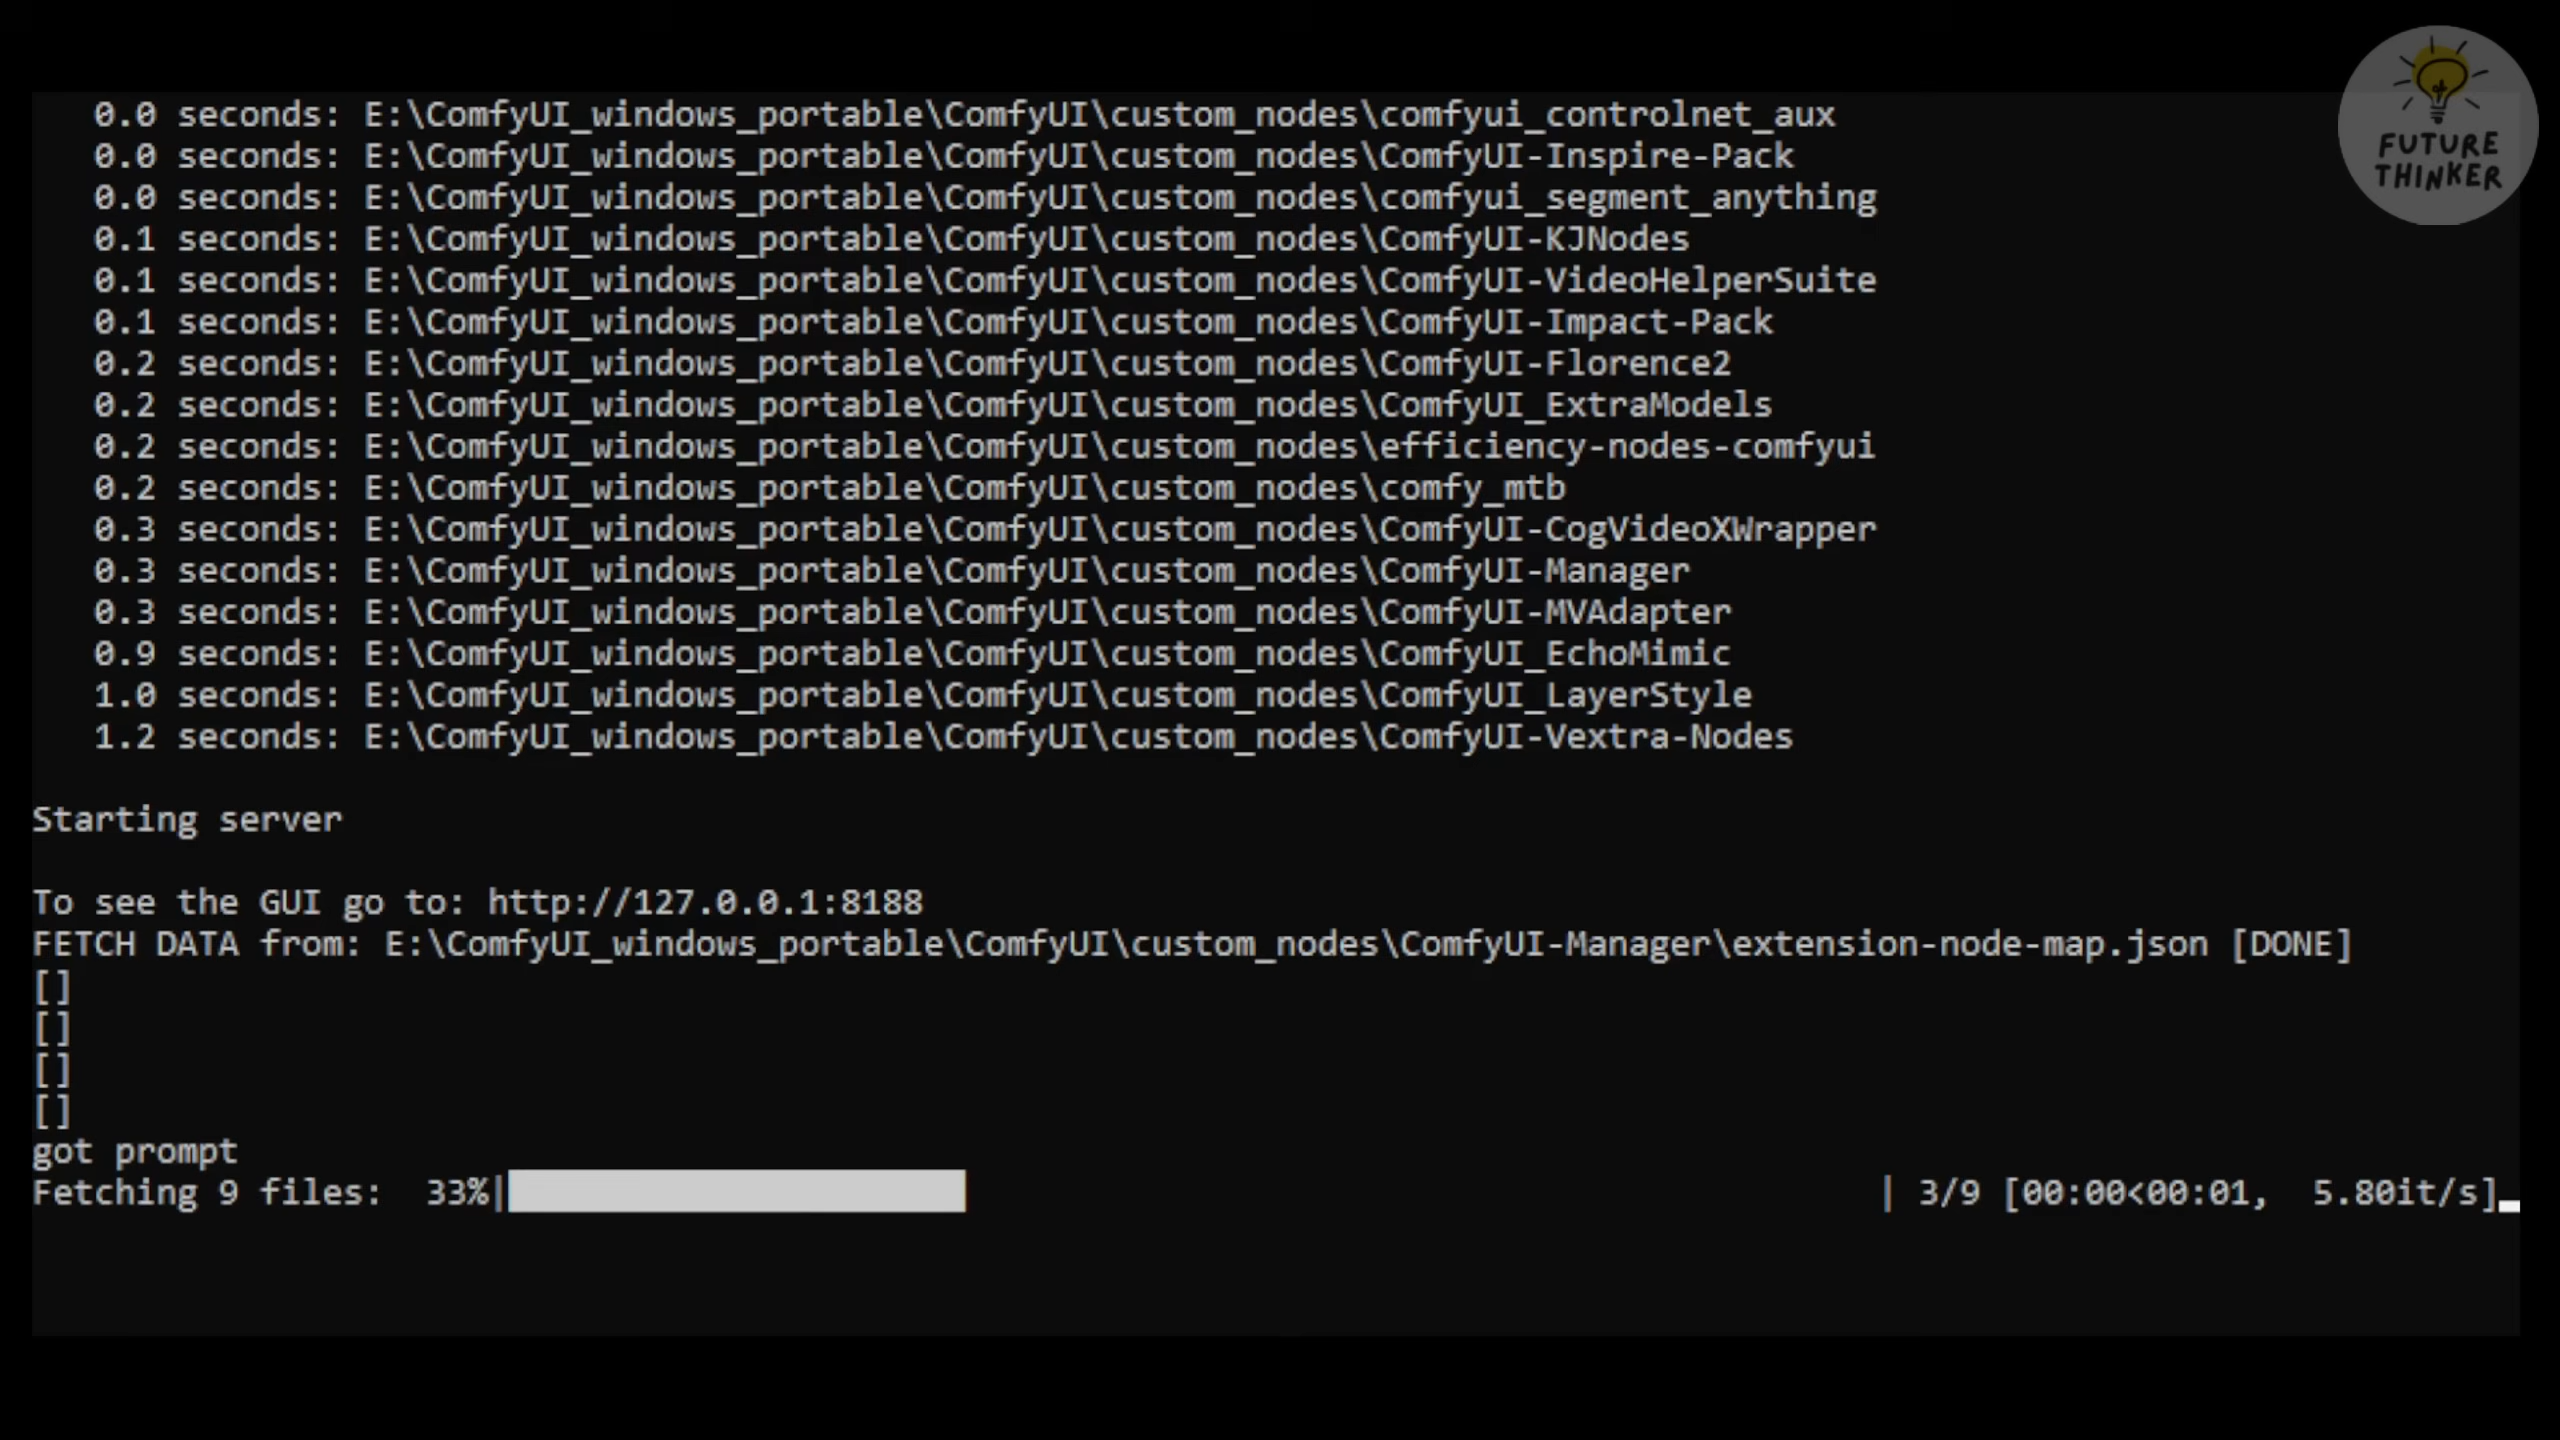 0.0 seconds: E:\ComfyUI_windows_portable\ComfyUI\custom_nodes\comfyui_controlnet_aux
0.0 seconds: E:\ComfyUI_windows_portable\ComfyUI\custom_nodes\ComfyUI-Inspire-Pack
0.0 seconds: E:\ComfyUI_windows_portable\ComfyUI\custom_nodes\comfyui_segment_anything
0.1 seconds: E:\ComfyUI_windows_portable\ComfyUI\custom_nodes\ComfyUI-KJNodes
0.1 seconds: E:\ComfyUI_windows_portable\ComfyUI\custom_nodes\ComfyUI-VideoHelperSuite
0.1 seconds: E:\ComfyUI_windows_portable\ComfyUI\custom_nodes\ComfyUI-Impact-Pack
0.2 seconds: E:\ComfyUI_windows_portable\ComfyUI\custom_nodes\ComfyUI-Florence2
0.2 seconds: E:\ComfyUI_windows_portable\ComfyUI\custom_nodes\ComfyUI_ExtraModels
0.2 seconds: E:\ComfyUI_windows_portable\ComfyUI\custom_nodes\efficiency-nodes-comfyui
0.2 seconds: E:\ComfyUI_windows_portable\ComfyUI\custom_nodes\comfy_mtb
0.3 seconds: E:\ComfyUI_windows_portable\ComfyUI\custom_nodes\ComfyUI-CogVideoXWrapper
0.3 seconds: E:\ComfyUI_windows_portable\ComfyUI\custom_nodes\ComfyUI-Manager
0.3 seconds: E:\ComfyUI_windows_portable\ComfyUI\custom_nodes\ComfyUI-MVAdapter
0.9 seconds: E:\ComfyUI_windows_portable\ComfyUI\custom_nodes\ComfyUI_EchoMimic
1.0 seconds: E:\ComfyUI_windows_portable\ComfyUI\custom_nodes\ComfyUI_LayerStyle
1.2 seconds: E:\ComfyUI_windows_portable\ComfyUI\custom_nodes\ComfyUI-Vextra-Nodes
Starting server
To see the GUI go to: http://127.0.0.1:8188
FETCH DATA from: E:\ComfyUI_windows_portable\ComfyUI\custom_nodes\ComfyUI-Manager\extension-node-map.json [DONE]
[]
[]
[]
[]
got prompt
Fetching 9 files: 33%| | 3/9 [00:00<00:01, 5.80it/s]
FUTURE
THINKER